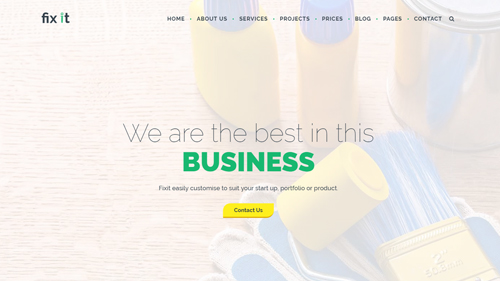 fix it
HOME • ABOUT US • SERVICES • PROJECTS • PRICES • BLOG • PAGES • CONTACT
We are the best in this
BUSINESS
Fixit easily customise to suit your start up, portfolio or product.
Contact Us